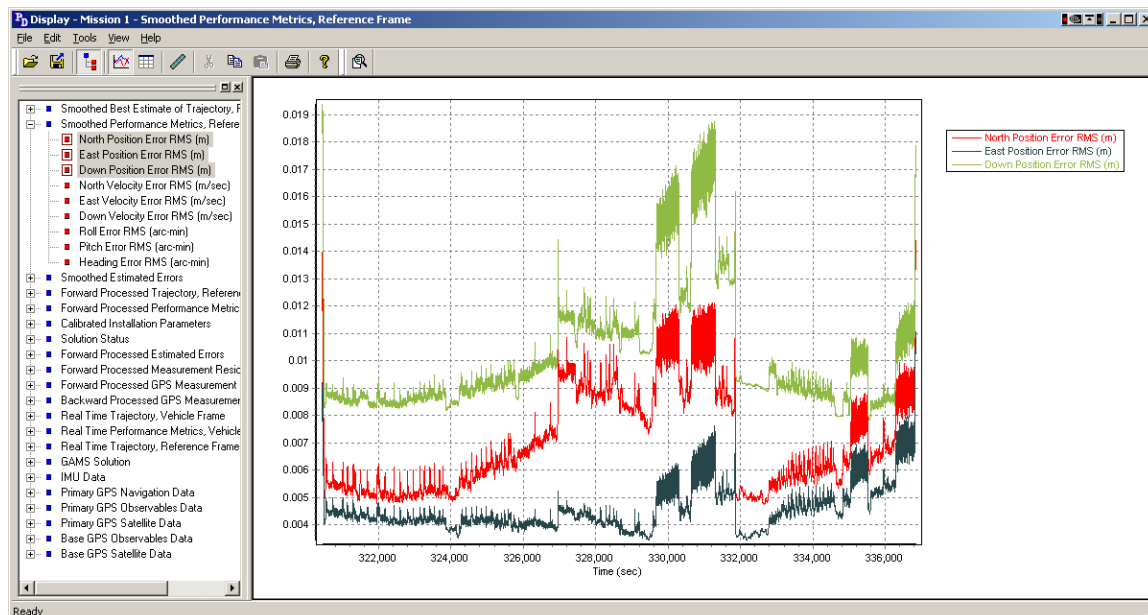 PD Display - Mission 1 - Smoothed Performance Metrics, Reference Frame
File Edit Tools View Help
Smoothed Best Estimate of Trajectory, F
Smoothed Performance Metrics, Refere
North Position Error RMS (m)
East Position Error RMS (m)
Down Position Error RMS (m)
North Velocity Error RMS (m/sec)
East Velocity Error RMS (m/sec)
Down Velocity Error RMS (m/sec)
Roll Error RMS (arc-min)
Pitch Error RMS (arc-min)
Heading Error RMS (arc-min)
Smoothed Estimated Errors
Forward Processed Trajectory, Referenc
Forward Processed Performance Metric
Calibrated Installation Parameters
Solution Status
Forward Processed Estimated Errors
Forward Processed Measurement Resic
Forward Processed GPS Measurement
Backward Processed GPS Measurement
Real Time Trajectory, Vehicle Frame
Real Time Performance Metrics, Vehicle
Real Time Trajectory, Reference Frame
GAMS Solution
IMU Data
Primary GPS Navigation Data
Primary GPS Observables Data
Primary GPS Satellite Data
Base GPS Observables Data
Base GPS Satellite Data
0.019
0.018
0.017
0.016
0.015
0.014
0.013
0.012
0.011
0.01
0.009
0.008
0.007
0.006
0.005
0.004
322,000 324,000 326,000 328,000 330,000 332,000 334,000 336,000
Time (sec)
North Position Error RMS (m)
East Position Error RMS (m)
Down Position Error RMS (m)
Ready